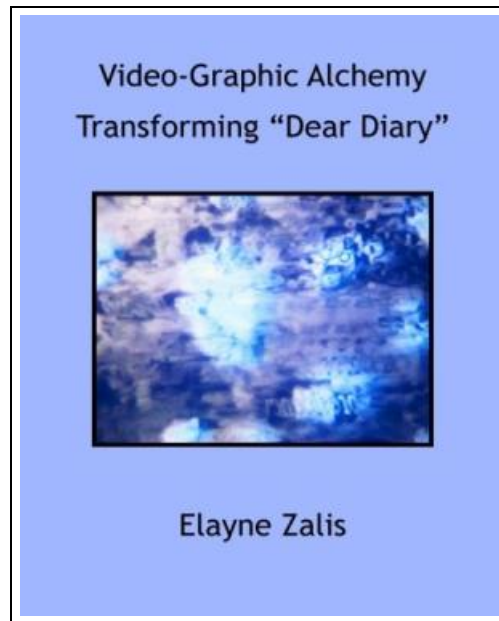 Video-Graphic Alchemy
Transforming “Dear Diary”
Elayne Zalis